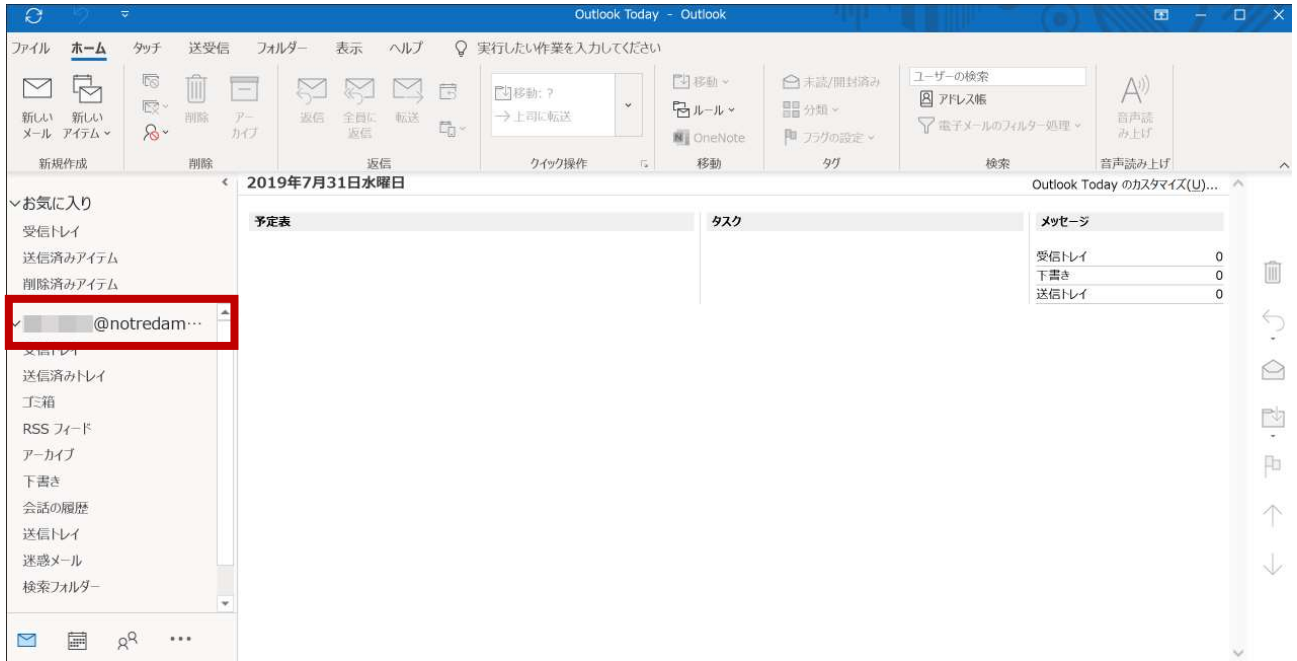 Outlook Today - Outlook
ファイル ホーム タッチ 送受信 フォルダー 表示 ヘルプ 実行したい作業を入力してください
新しいメール
新しいアイテム
削除
アーカイブ
返信
全員に返信
転送
移動: ?
→上司に転送
移動
ルール
OneNote
未読/開封済み
分類
フラグの設定
ユーザーの検索
アドレス帳
電子メールのフィルター処理
音声読み上げ
新規作成 削除 返信 クイック操作 移動 タグ 検索 音声読み上げ
2019年7月31日水曜日
Outlook Today のカスタマイズ(U)...
お気に入り
受信トレイ
送信済みアイテム
削除済みアイテム
@notredam…
受信トレイ
送信済みトレイ
ゴミ箱
RSS フィード
アーカイブ
下書き
会話の履歴
送信トレイ
迷惑メール
検索フォルダー
予定表 タスク メッセージ
受信トレイ 0
下書き 0
送信トレイ 0